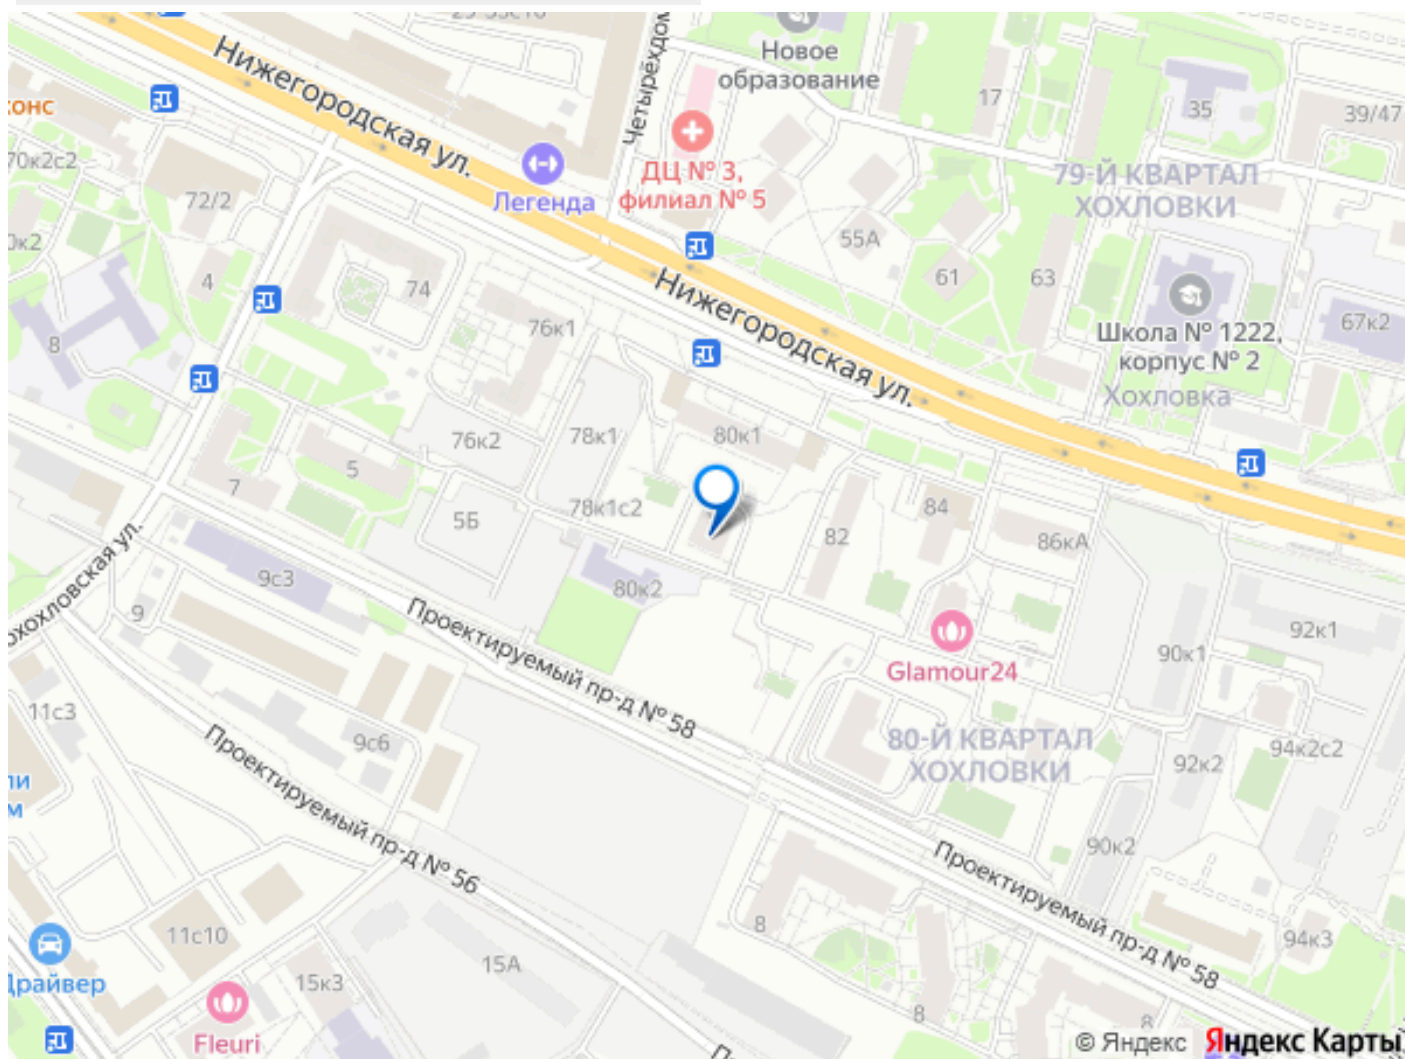 Нижегородская ул.
Четырёхдом
Новое
образование
17
35
39/47
конс
70к2с2
72/2
Легенда
ДЦ № 3,
филиал № 5
79-Й КВАРТАЛ
ХОХЛОВКИ
55А
61
63
4
74
76к1
8
Нижегородская ул.
Школа № 1222,
корпус № 2
67к2
Хохловка
76к2
78к1
80к1
7
5
5Б
78к1с2
82
84
86кА
9с3
80к2
9
Проектируемый пр-д № 58
Glamour24
92к1
90к1
11с3
9с6
Проектируемый пр-д № 56
80-Й КВАРТАЛ
ХОХЛОВКИ
94к2с2
92к2
90к2
Проектируемый пр-д № 58
8
94к3
11с10
15А
Драйвер
15к3
8
8
Fleuri
© Яндекс Яндекс Карты